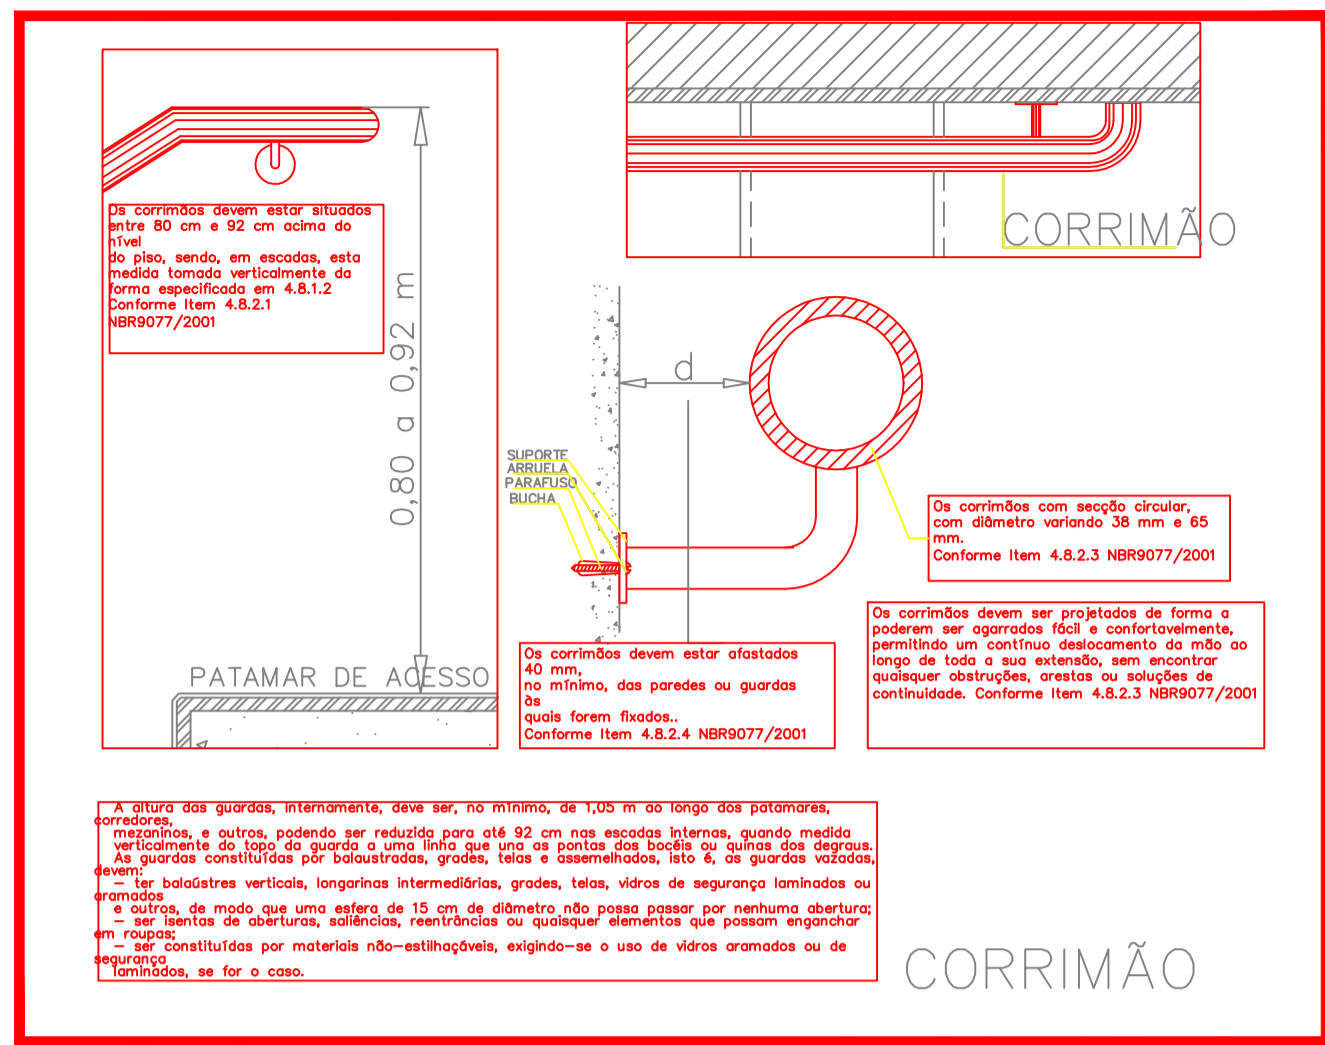 CORRIMÃO
Os corrimãos devem estar situados
entre 80 cm e 92 cm acima do
nível
do piso, sendo, em escadas, esta
medida tomada verticalmente da
forma especificada em 4.8.1.2
Conforme Item 4.8.2.1
NBR9077/2001
0,80 a 0,92 m
PATAMAR DE ACESSO
d
SUPORTE
ARRUELA
PARAFUSO
BUCHA
Os corrimãos com secção circular,
com diâmetro variando 38 mm e 65
mm.
Conforme Item 4.8.2.3 NBR9077/2001
Os corrimãos devem ser projetados de forma a
poderem ser agarrados fácil e confortavelmente,
permitindo um contínuo deslocamento da mão ao
longo de toda a sua extensão, sem encontrar
quaisquer obstruções, arestas ou soluções de
continuidade. Conforme Item 4.8.2.3 NBR9077/2001
Os corrimãos devem estar afastados
40 mm,
no mínimo, das paredes ou guardas
às
quais forem fixados..
Conforme Item 4.8.2.4 NBR9077/2001
A altura das guardas, internamente, deve ser, no mínimo, de 1,05 m ao longo dos patamares,
corredores,
mezaninos, e outros, podendo ser reduzida para até 92 cm nas escadas internas, quando medida
verticalmente do topo da guarda a uma linha que una as pontas dos bocéis ou quinas dos degraus.
As guardas constituídas por balaustradas, grades, telas e assemelhados, isto é, as guardas vazadas,
devem:
– ter balaústres verticais, longarinas intermediárias, grades, telas, vidros de segurança laminados ou
aramados
e outros, de modo que uma esfera de 15 cm de diâmetro não possa passar por nenhuma abertura;
– ser isentas de aberturas, saliências, reentrâncias ou quaisquer elementos que possam enganchar
em roupas;
– ser constituídas por materiais não–estilhaçáveis, exigindo–se o uso de vidros aramados ou de
segurança
laminados, se for o caso.
CORRIMÃO